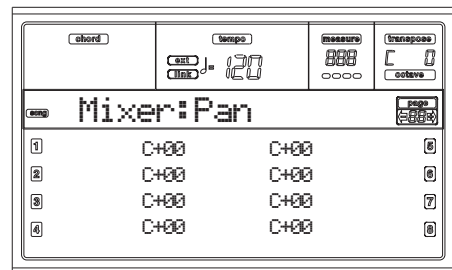 chord tempo measure transpose
ext link ♩= 120 888 C 0
octave
song Mixer:Pan page 88
1 C+00 C+00 5
2 C+00 C+00 6
3 C+00 C+00 7
4 C+00 C+00 8